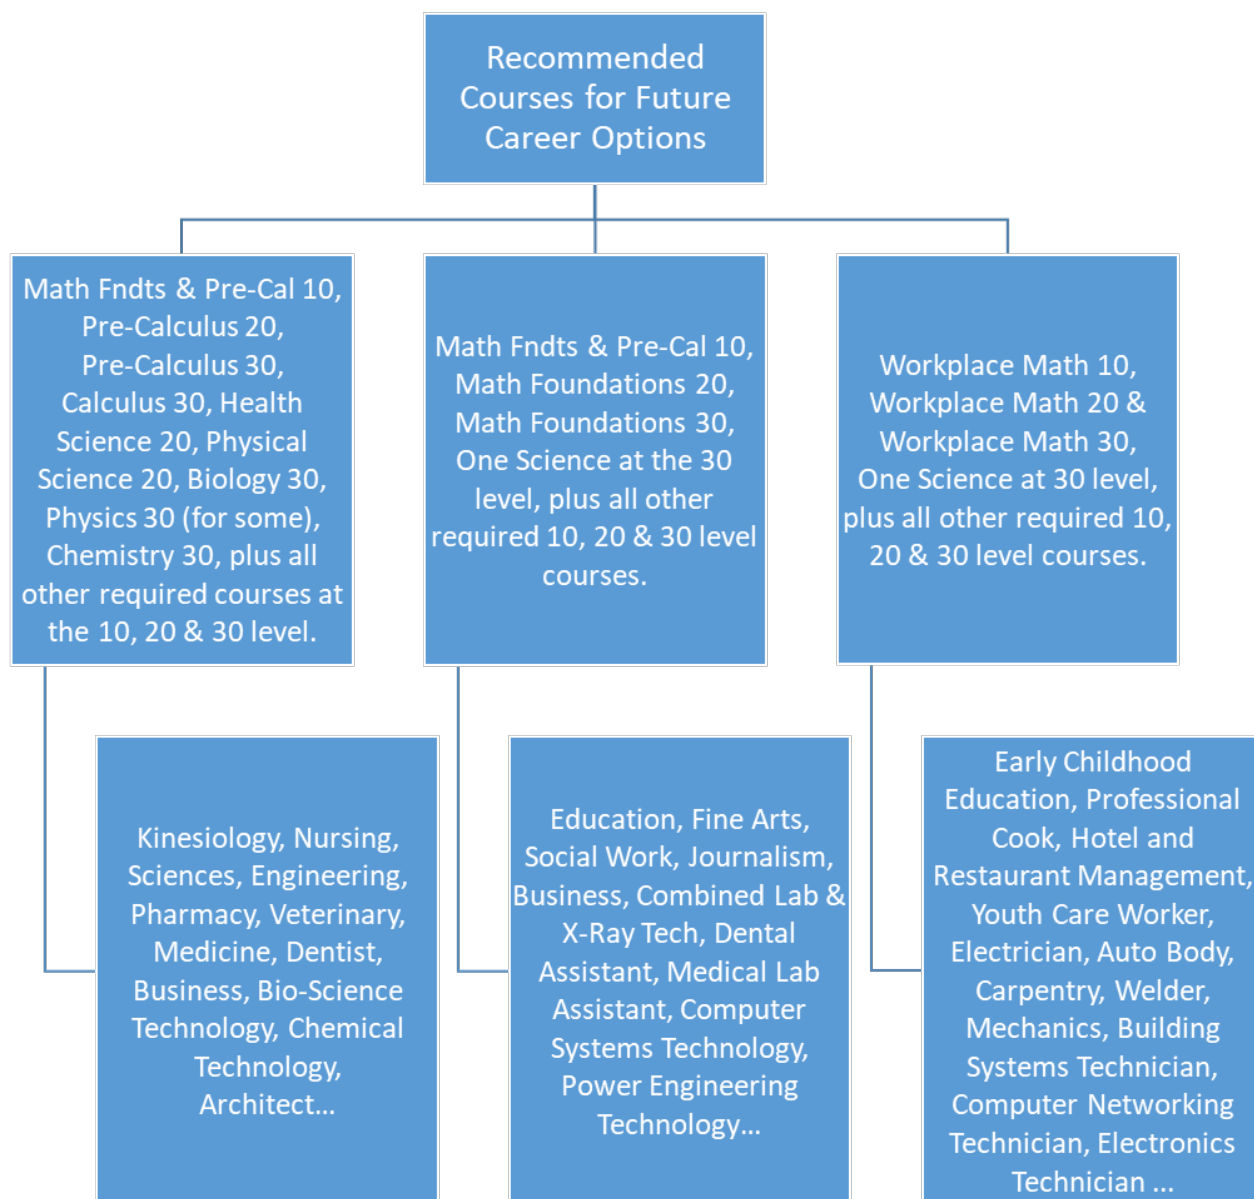 Recommended
Courses for Future
Career Options
Math Fndts & Pre-Cal 10,
Pre-Calculus 20,
Pre-Calculus 30,
Calculus 30, Health
Science 20, Physical
Science 20, Biology 30,
Physics 30 (for some),
Chemistry 30, plus all
other required courses at
the 10, 20 & 30 level.
Math Fndts & Pre-Cal 10,
Math Foundations 20,
Math Foundations 30,
One Science at the 30
level, plus all other
required 10, 20 & 30 level
courses.
Workplace Math 10,
Workplace Math 20 &
Workplace Math 30,
One Science at 30 level,
plus all other required 10,
20 & 30 level courses.
Kinesiology, Nursing,
Sciences, Engineering,
Pharmacy, Veterinary,
Medicine, Dentist,
Business, Bio-Science
Technology, Chemical
Technology,
Architect...
Education, Fine Arts,
Social Work, Journalism,
Business, Combined Lab &
X-Ray Tech, Dental
Assistant, Medical Lab
Assistant, Computer
Systems Technology,
Power Engineering
Technology...
Early Childhood
Education, Professional
Cook, Hotel and
Restaurant Management,
Youth Care Worker,
Electrician, Auto Body,
Carpentry, Welder,
Mechanics, Building
Systems Technician,
Computer Networking
Technician, Electronics
Technician ...